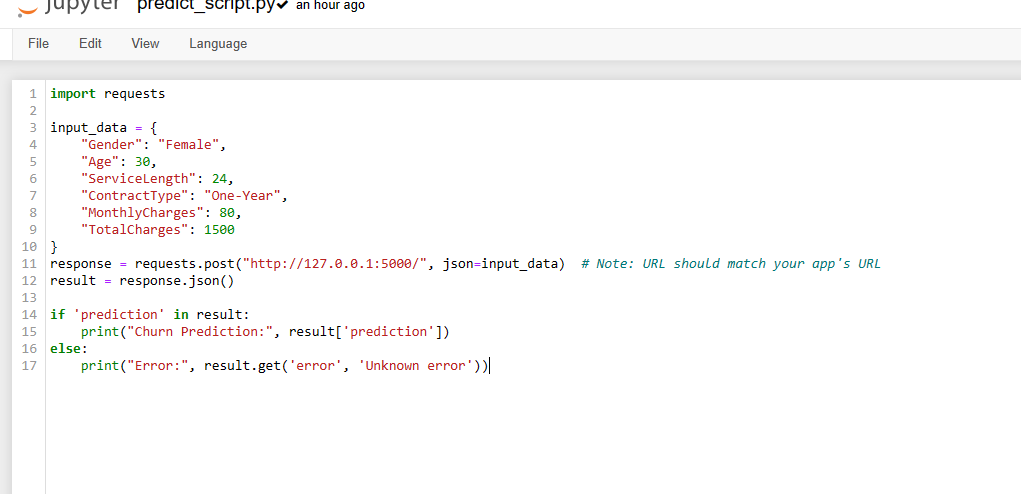 jupyter predict_script.py✔ an hour ago
File Edit View Language
1 import requests
2
3 input_data = {
4     "Gender": "Female",
5     "Age": 30,
6     "ServiceLength": 24,
7     "ContractType": "One-Year",
8     "MonthlyCharges": 80,
9     "TotalCharges": 1500
10 }
11 response = requests.post("http://127.0.0.1:5000/", json=input_data)  # Note: URL should match your app's URL
12 result = response.json()
13
14 if 'prediction' in result:
15     print("Churn Prediction:", result['prediction'])
16 else:
17     print("Error:", result.get('error', 'Unknown error'))